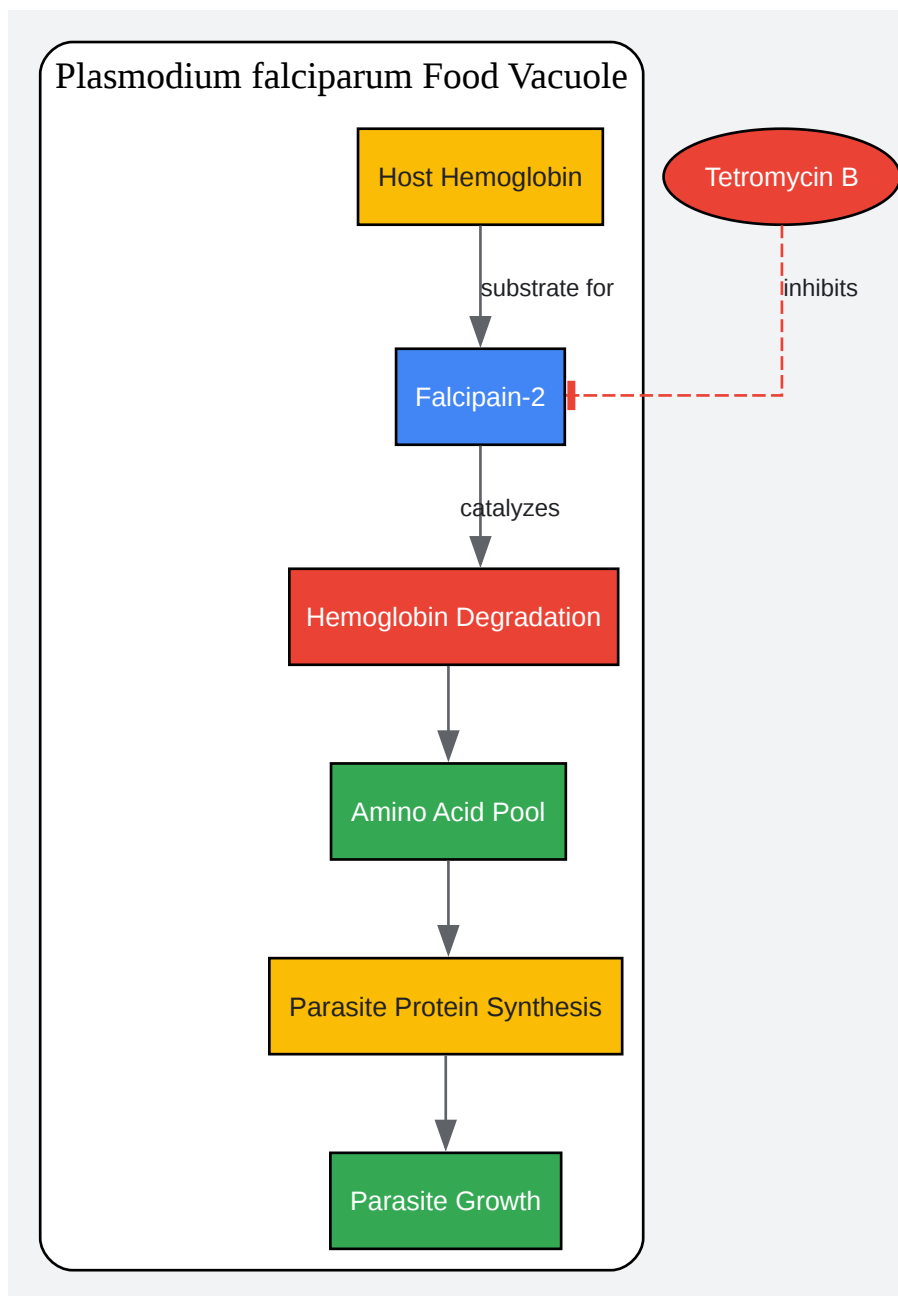 Plasmodium falciparum Food Vacuole
Host Hemoglobin
Tetromycin B
substrate for
inhibits
Falcipain-2
catalyzes
Hemoglobin Degradation
Amino Acid Pool
Parasite Protein Synthesis
Parasite Growth